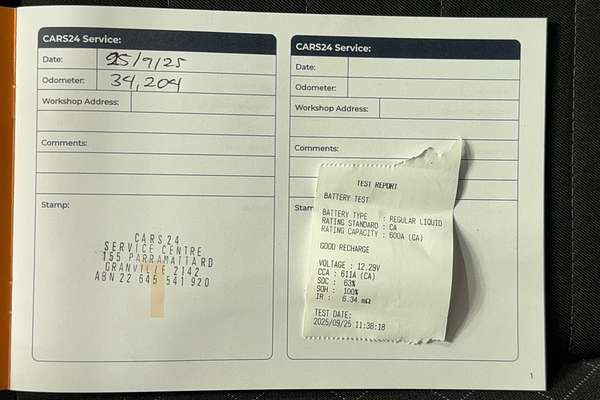 CARS24 Service:
Date: 25/9/25
Odometer: 34,204
Workshop Address:
Comments:
Stamp:
CARS24
SERVICE CENTRE
155 PARRAMATTA RD
GRANVILLE 2142
ABN 22 645 541 920
CARS24 Service:
Date:
Odometer:
Workshop Address:
Comments:
Stam
TEST REPORT
BATTERY TEST
BATTERY TYPE : REGULAR LIQUID
RATING STANDARD : CA
RATING CAPACITY : 600A (CA)
GOOD RECHARGE
VOLTAGE : 12.29V
CCA : 611A (CA)
SOC : 63%
SOH : 100%
IR : 6.34 mΩ
TEST DATE:
2025/09/25 11:38:18
1